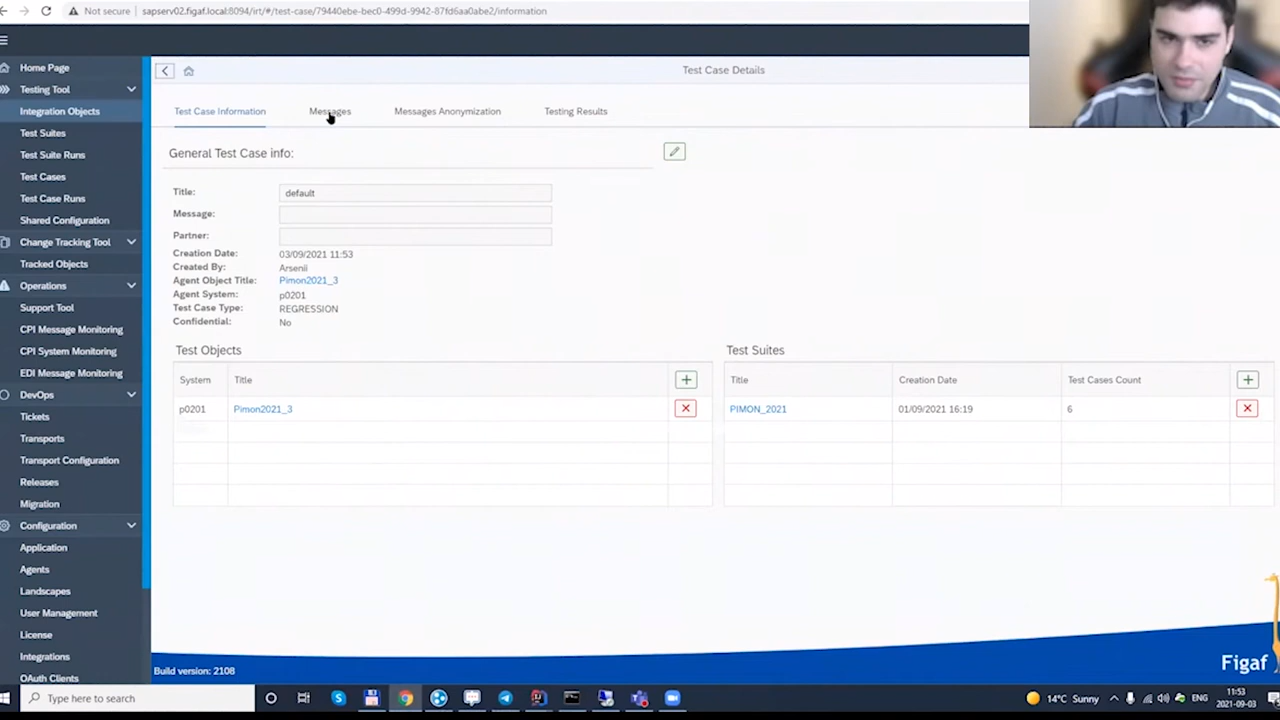 Not secure sapserv02.figaf.local:8094/irt/#/test-case/79440ebe-bec0-499d-9942-87fd6aa0abe2/information
Home Page
Testing Tool
Integration Objects
Test Suites
Test Suite Runs
Test Cases
Test Case Runs
Shared Configuration
Change Tracking Tool
Tracked Objects
Operations
Support Tool
CPI Message Monitoring
CPI System Monitoring
EDI Message Monitoring
DevOps
Tickets
Transports
Transport Configuration
Releases
Migration
Configuration
Application
Agents
Landscapes
User Management
License
Integrations
OAuth Clients
Test Case Details
Test Case Information Messages Messages Anonymization Testing Results
General Test Case info:
Title: default
Message:
Partner:
Creation Date: 03/09/2021 11:53
Created By: Arsenii
Agent Object Title: Pimon2021_3
Agent System: p0201
Test Case Type: REGRESSION
Confidential: No
Test Objects
System Title
p0201 Pimon2021_3
Test Suites
Title Creation Date Test Cases Count
PIMON_2021 01/09/2021 16:19 6
Build version: 2108
Figaf
Type here to search
14°C Sunny
ENG
11:53
2021-09-03